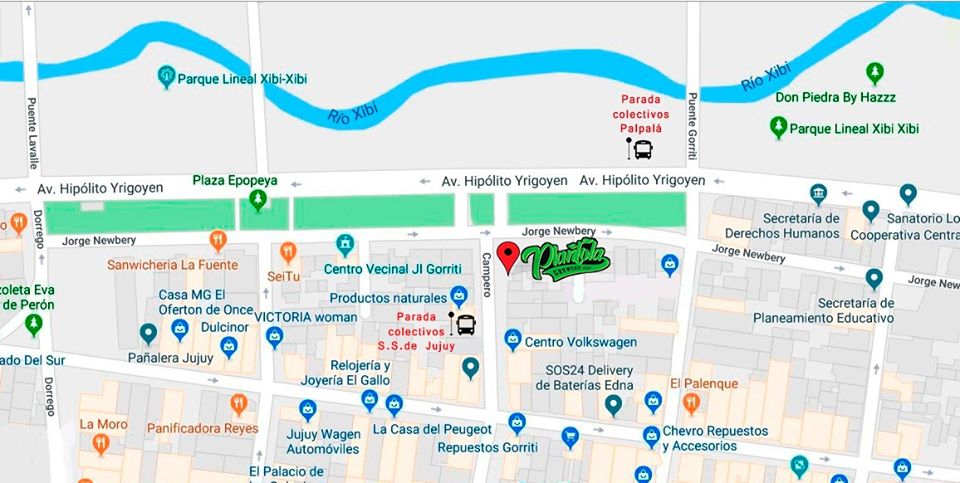 Parque Lineal Xibi-Xibi
Río Xibi
Río Xibi
Don Piedra By Hazzz
Parque Lineal Xibi Xibi
Puente Lavalle
Puente Gorriti
Parada
colectivos
Palpalá
Av. Hipólito Yrigoyen
Plaza Epopeya
Av. Hipólito Yrigoyen
Av. Hipólito Yrigoyen
Secretaría de
Derechos Humanos
Sanatorio Lo
Cooperativa Centra
o
Dorrego
Jorge Newbery
Jorge Newbery
Jorge Newbery
Jorge New
Sanwicheria La Fuente
SeiTu
Centro Vecinal JI Gorriti
Campero
Plantola
GROWSHOP
zoleta Eva
de Perón
Casa MG El
Oferton de Once
Dulcinor
VICTORIA woman
Productos naturales
Parada
colectivos
S.S.de Jujuy
Secretaría de
Planeamiento Educativo
Pañalera Jujuy
Centro Volkswagen
ado Del Sur
Relojería y
Joyería El Gallo
SOS24 Delivery
de Baterías Edna
El Palenque
Dorrego
La Moro
Panificadora Reyes
Jujuy Wagen
Automóviles
La Casa del Peugeot
Repuestos Gorriti
Chevro Repuestos
y Accesorios
El Palacio de